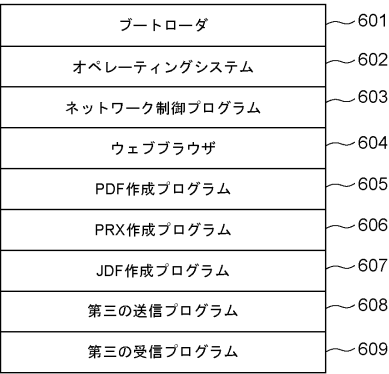 ブートローダ 601
オペレーティングシステム 602
ネットワーク制御プログラム 603
ウェブブラウザ 604
PDF作成プログラム 605
PRX作成プログラム 606
JDF作成プログラム 607
第三の送信プログラム 608
第三の受信プログラム 609